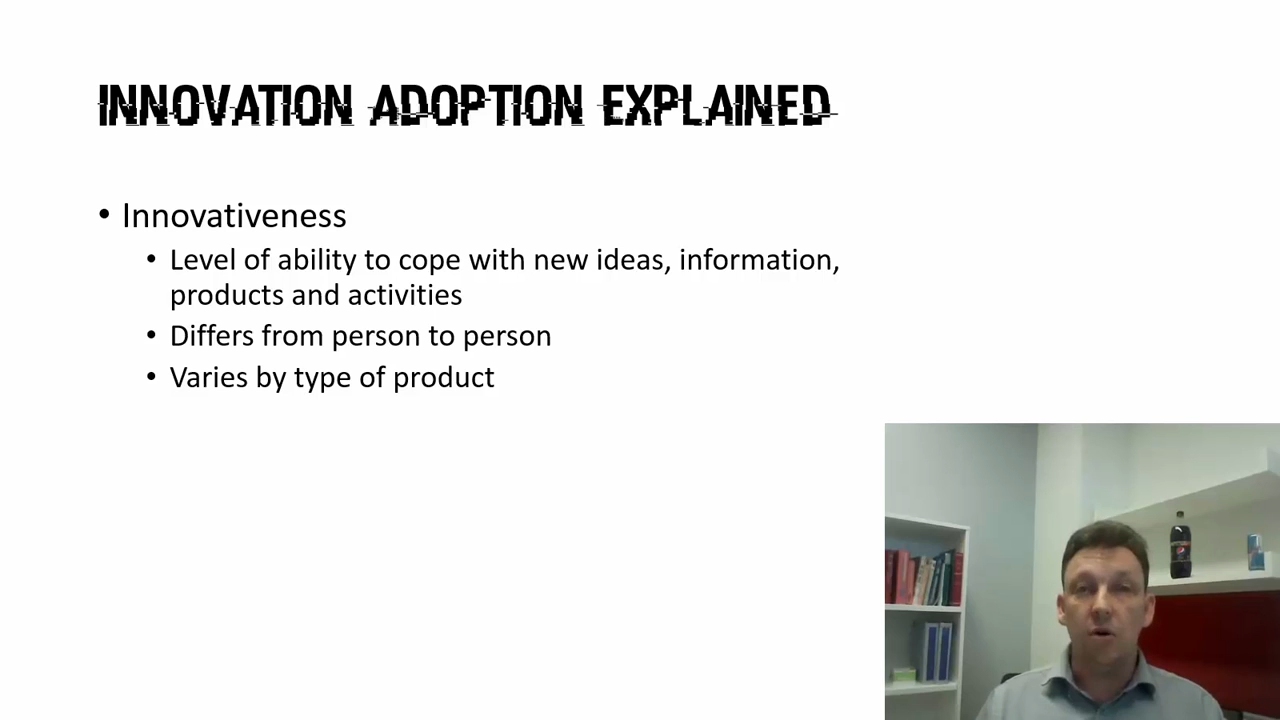 INNOVATION ADOPTION EXPLAINED
• Innovativeness
• Level of ability to cope with new ideas, information,
products and activities
• Differs from person to person
• Varies by type of product